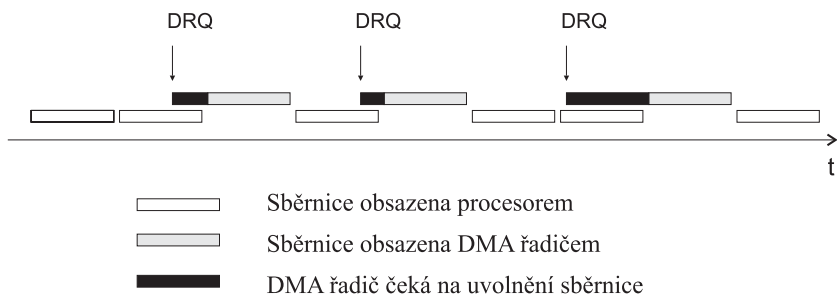 DRQ DRQ DRQ
t
Sběrnice obsazena procesorem
Sběrnice obsazena DMA řadičem
DMA řadič čeká na uvolnění sběrnice